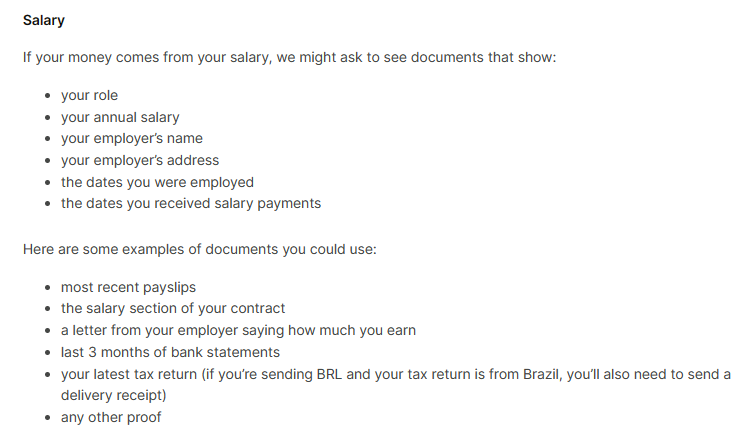 Salary
If your money comes from your salary, we might ask to see documents that show:
• your role
• your annual salary
• your employer’s name
• your employer’s address
• the dates you were employed
• the dates you received salary payments
Here are some examples of documents you could use:
• most recent payslips
• the salary section of your contract
• a letter from your employer saying how much you earn
• last 3 months of bank statements
• your latest tax return (if you’re sending BRL and your tax return is from Brazil, you’ll also need to send a
delivery receipt)
• any other proof